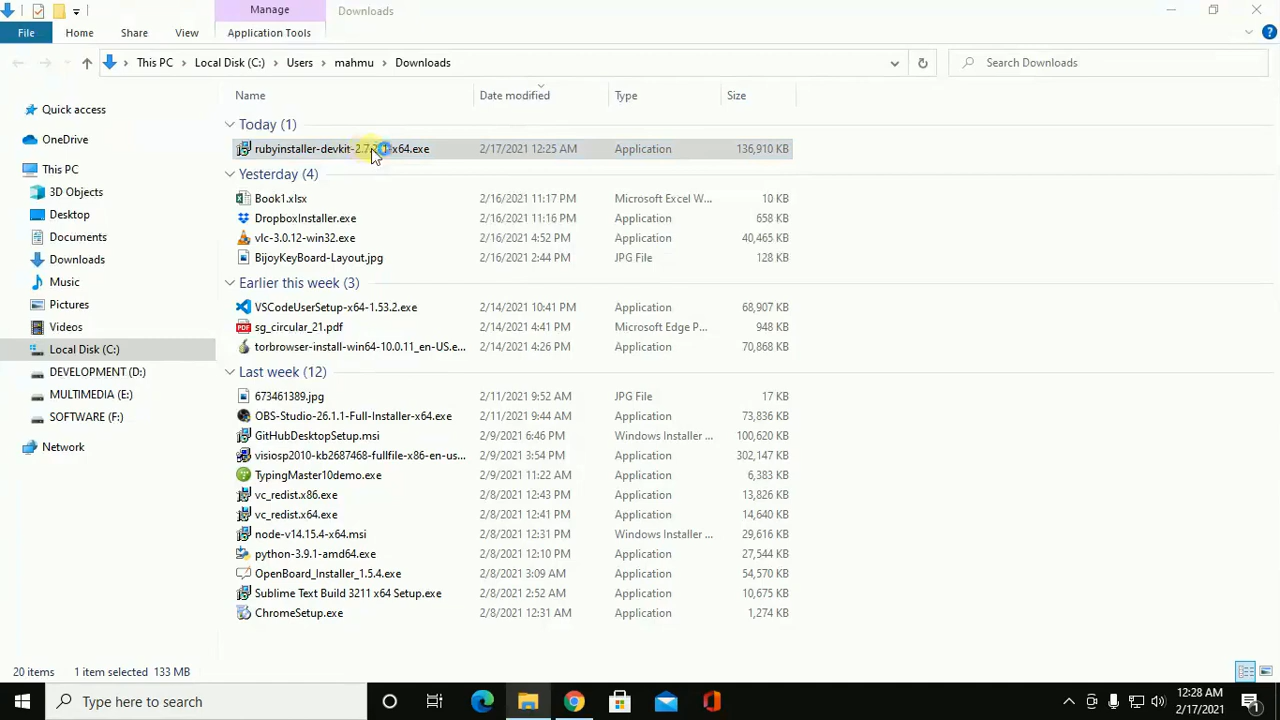 Manage
Downloads
File
Home
Share
View
Application Tools
This PC
Local Disk (C:)
Users
mahmu
Downloads
Search Downloads
Name
Date modified
Type
Size
Quick access
OneDrive
This PC
3D Objects
Desktop
Documents
Downloads
Music
Pictures
Videos
Local Disk (C:)
DEVELOPMENT (D:)
MULTIMEDIA (E:)
SOFTWARE (F:)
Network
Today (1)
rubyinstaller-devkit-2.7. x64.exe 2/17/2021 12:25 AM Application 136,910 KB
Yesterday (4)
Book1.xlsx 2/16/2021 11:17 PM Microsoft Excel W... 10 KB
DropboxInstaller.exe 2/16/2021 11:16 PM Application 658 KB
vlc-3.0.12-win32.exe 2/16/2021 4:52 PM Application 40,465 KB
BijoyKeyBoard-Layout.jpg 2/16/2021 2:44 PM JPG File 128 KB
Earlier this week (3)
VSCodeUserSetup-x64-1.53.2.exe 2/14/2021 10:41 PM Application 68,907 KB
sg_circular_21.pdf 2/14/2021 4:41 PM Microsoft Edge P... 948 KB
torbrowser-install-win64-10.0.11_en-US.e... 2/14/2021 4:26 PM Application 70,868 KB
Last week (12)
673461389.jpg 2/11/2021 9:52 AM JPG File 17 KB
OBS-Studio-26.1.1-Full-Installer-x64.exe 2/11/2021 9:44 AM Application 73,836 KB
GitHubDesktopSetup.msi 2/9/2021 6:46 PM Windows Installer ... 100,620 KB
visiosp2010-kb2687468-fullfile-x86-en-us... 2/9/2021 3:54 PM Application 302,147 KB
TypingMaster10demo.exe 2/9/2021 11:22 AM Application 6,383 KB
vc_redist.x86.exe 2/8/2021 12:43 PM Application 13,826 KB
vc_redist.x64.exe 2/8/2021 12:41 PM Application 14,640 KB
node-v14.15.4-x64.msi 2/8/2021 12:31 PM Windows Installer ... 29,616 KB
python-3.9.1-amd64.exe 2/8/2021 12:10 PM Application 27,544 KB
OpenBoard_Installer_1.5.4.exe 2/8/2021 3:09 AM Application 54,570 KB
Sublime Text Build 3211 x64 Setup.exe 2/8/2021 2:52 AM Application 10,675 KB
ChromeSetup.exe 2/8/2021 12:31 AM Application 1,274 KB
20 items 1 item selected 133 MB
Type here to search
12:28 AM
2/17/2021
1